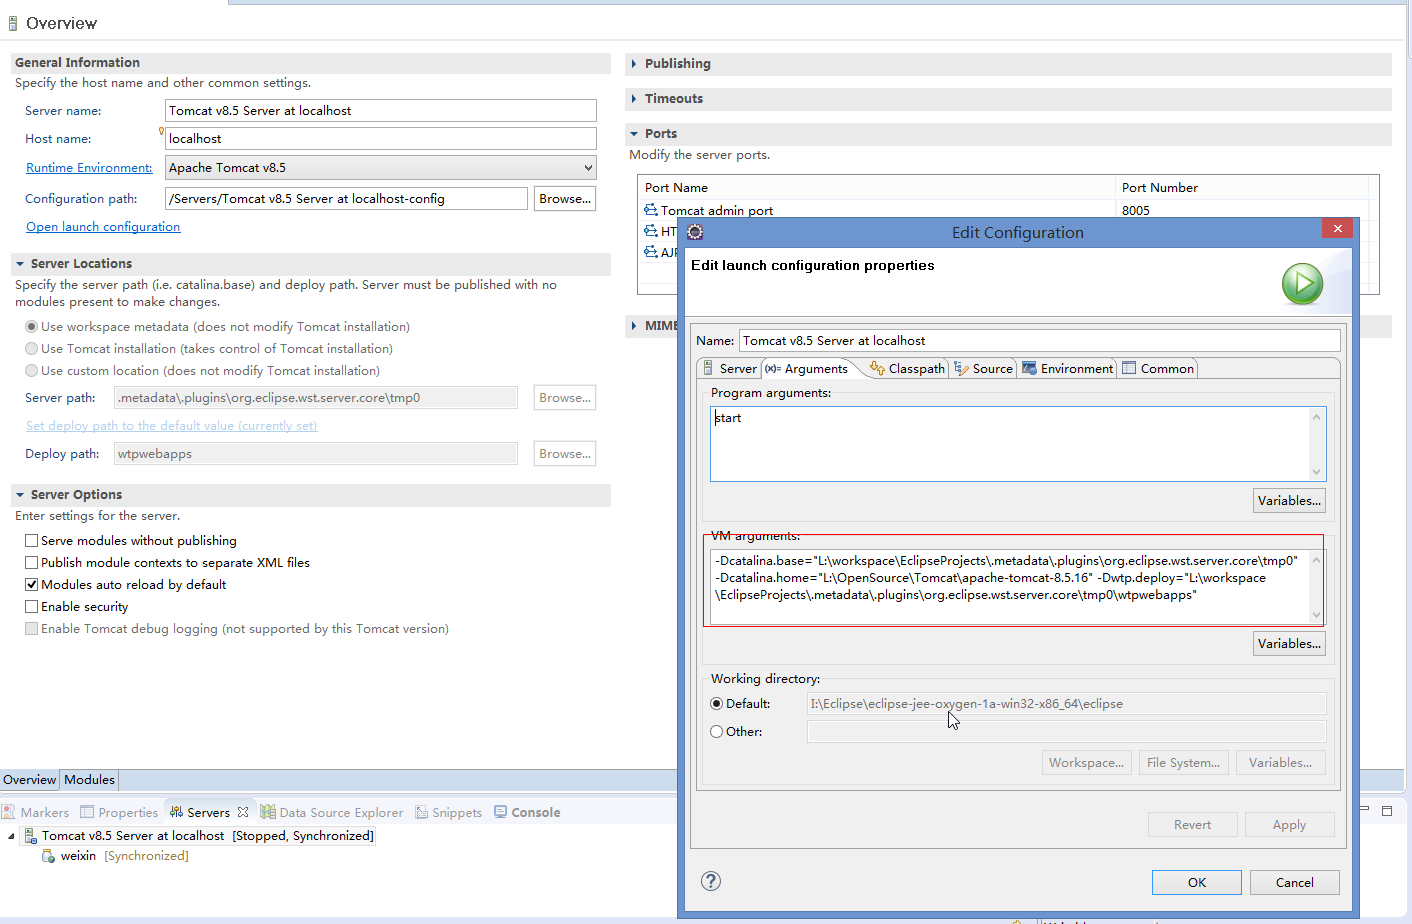 Overview
General Information
Specify the host name and other common settings.
Server name: Tomcat v8.5 Server at localhost
Host name: localhost
Runtime Environment: Apache Tomcat v8.5
Configuration path: /Servers/Tomcat v8.5 Server at localhost-config Browse...
Open launch configuration
Server Locations
Specify the server path (i.e. catalina.base) and deploy path. Server must be published with no
modules present to make changes.
Use workspace metadata (does not modify Tomcat installation)
Use Tomcat installation (takes control of Tomcat installation)
Use custom location (does not modify Tomcat installation)
Server path: .metadata\.plugins\org.eclipse.wst.server.core\tmp0 Browse...
Set deploy path to the default value (currently set)
Deploy path: wtpwebapps Browse...
Server Options
Enter settings for the server.
Serve modules without publishing
Publish module contexts to separate XML files
Modules auto reload by default
Enable security
Enable Tomcat debug logging (not supported by this Tomcat version)
Publishing
Timeouts
Ports
Modify the server ports.
Port Name Port Number
Tomcat admin port 8005
HT
AJP
MIME
Edit Configuration
Edit launch configuration properties
Name: Tomcat v8.5 Server at localhost
Server (x)= Arguments Classpath Source Environment Common
Program arguments:
start
Variables...
VM arguments:
-Dcatalina.base="L:\workspace\EclipseProjects\.metadata\.plugins\org.eclipse.wst.server.core\tmp0"
-Dcatalina.home="L:\OpenSource\Tomcat\apache-tomcat-8.5.16" -Dwtp.deploy="L:\workspace
\EclipseProjects\.metadata\.plugins\org.eclipse.wst.server.core\tmp0\wtpwebapps"
Variables...
Working directory:
Default: I:\Eclipse\eclipse-jee-oxygen-1a-win32-x86_64\eclipse
Other:
Workspace... File System... Variables...
Revert Apply
OK Cancel
Overview Modules
Markers Properties Servers Data Source Explorer Snippets Console
Tomcat v8.5 Server at localhost [Stopped, Synchronized]
weixin [Synchronized]